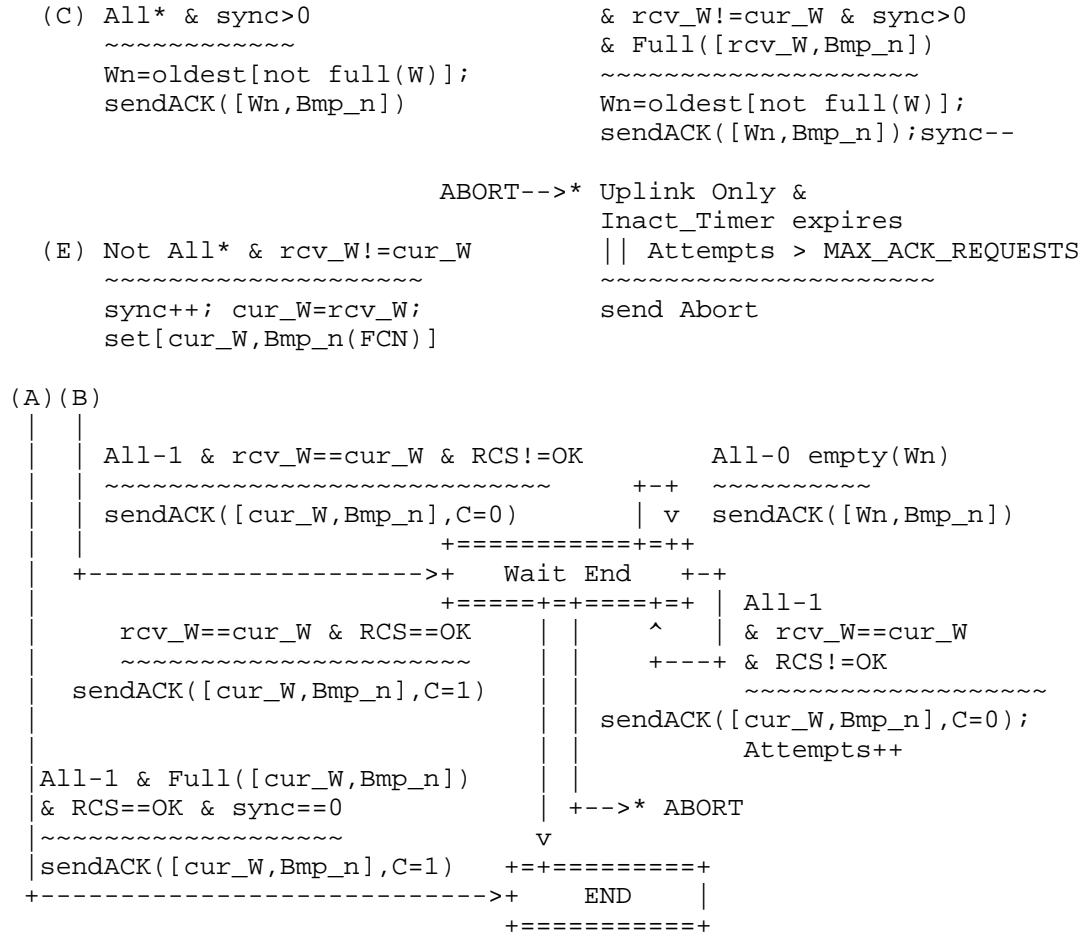 (C) All* & sync>0                      & rcv_W!=cur_W & sync>0
    ~~~~~~~~~~~~                       & Full([rcv_W,Bmp_n])
    Wn=oldest[not full(W)];            ~~~~~~~~~~~~~~~~~~~~
    sendACK([Wn,Bmp_n])                Wn=oldest[not full(W)];
                                       sendACK([Wn,Bmp_n]);sync--
                             ABORT-->* Uplink Only &
                                       Inact_Timer expires
(E) Not All* & rcv_W!=cur_W            || Attempts > MAX_ACK_REQUESTS
    ~~~~~~~~~~~~~~~~~~~~               ~~~~~~~~~~~~~~~~~~~~~
    sync++; cur_W=rcv_W;               send Abort
    set[cur_W,Bmp_n(FCN)]
(A)(B)
 |  |
 |  | All-1 & rcv_W==cur_W & RCS!=OK        All-0 empty(Wn)
 |  | ~~~~~~~~~~~~~~~~~~~~~~~~~~~~     +-+  ~~~~~~~~~~
 |  | sendACK([cur_W,Bmp_n],C=0)       | v  sendACK([Wn,Bmp_n])
 |  |                      +===========+=++
 |  +--------------------->+   Wait End   +-+
 |                         +=====+=+====+=+ | All-1
 |     rcv_W==cur_W & RCS==OK    | |    ^   | & rcv_W==cur_W
 |     ~~~~~~~~~~~~~~~~~~~~~~    | |    +---+ & RCS!=OK
 |  sendACK([cur_W,Bmp_n],C=1)   | |          ~~~~~~~~~~~~~~~~~~~
 |                               | | sendACK([cur_W,Bmp_n],C=0);
 |                               | |          Attempts++
 |All-1 & Full([cur_W,Bmp_n])    | |
 |& RCS==OK & sync==0            | +-->* ABORT
 |~~~~~~~~~~~~~~~~~~~            v
 |sendACK([cur_W,Bmp_n],C=1)   +=+=========+
 +---------------------------->+    END    |
                               +===========+